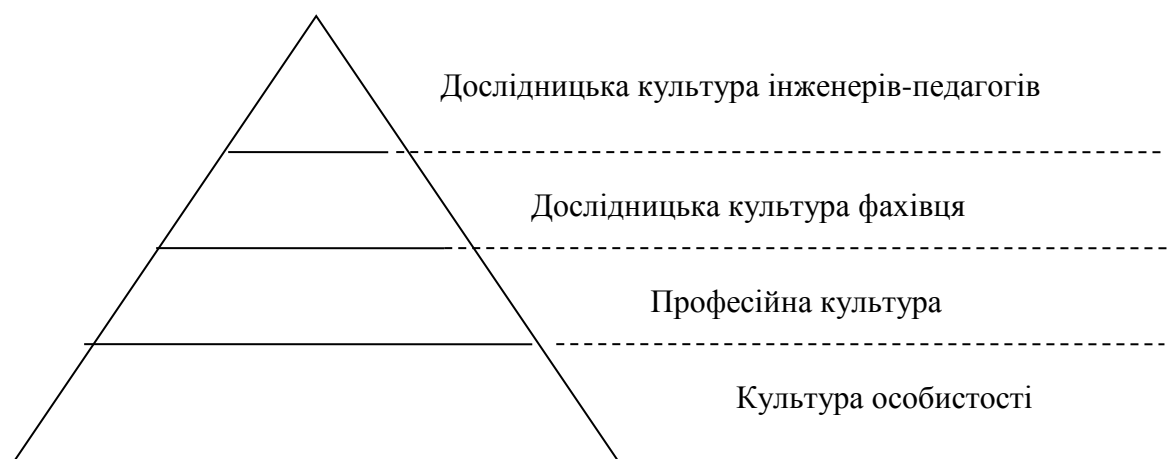 Дослідницька культура інженерів-педагогів
Дослідницька культура фахівця
Професійна культура
Культура особистості